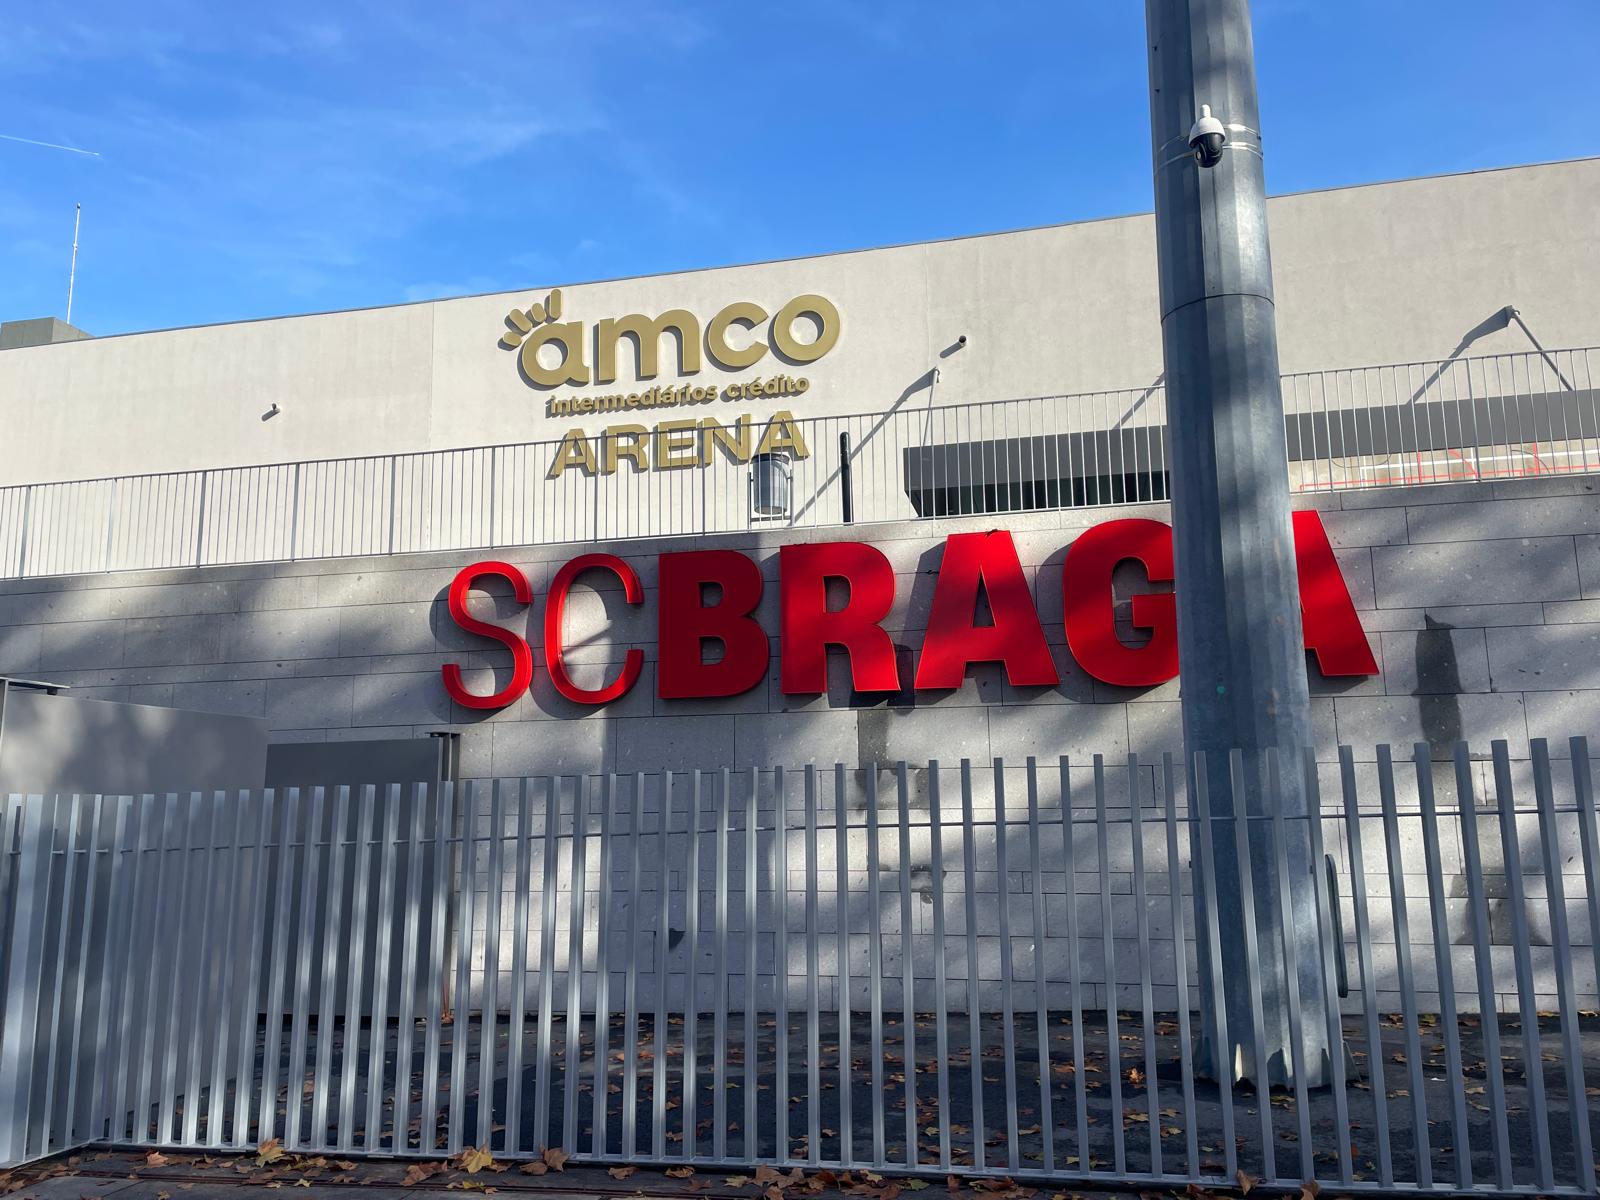 amco
intermediários crédito
ARENA
SCBRAGA